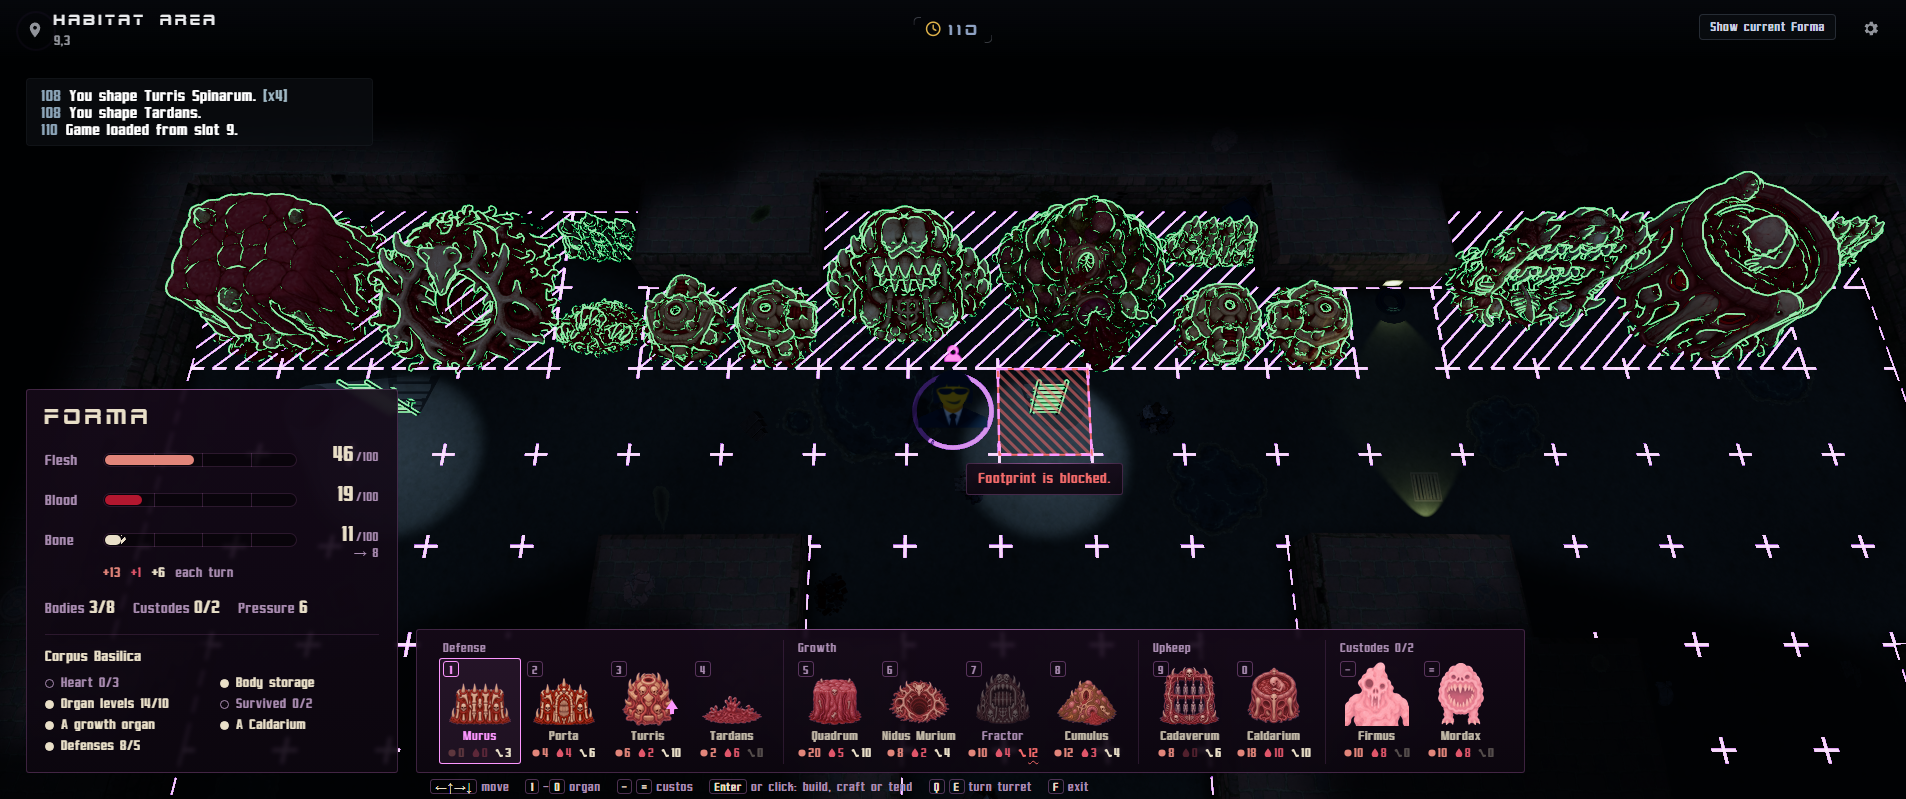 HABITAT AREA
9,3
110
Show current Forma
108 You shape Turris Spinarum. [x4]
108 You shape Tardans.
110 Game loaded from slot 9.
Footprint is blocked.
FORMA
Flesh 46/100
Blood 19/100
Bone 11/100
→ 8
+13 +1 +6 each turn
Bodies 3/8 Custodes 0/2 Pressure 6
Corpus Basilica
Heart 0/3 Body storage
Organ levels 14/10 Survived 0/2
A growth organ A Caldarium
Defenses 8/5
Defense Growth Upkeep Custodes 0/2
1 2 3 4 5 6 7 8 9 0 - =
Murus Porta Turris Tardans Quadrum Nidus Murium Fractor Cumulus Cadaverum Caldarium Firmus Mordax
0 0 3 4 4 6 6 2 10 2 6 0 20 5 10 8 2 4 10 4 12 12 3 4 8 0 6 18 10 10 10 8 0 10 8 0
←↑→↓ move 1 - 0 organ - = custos Enter or click: build, craft or tend Q E turn turret F exit